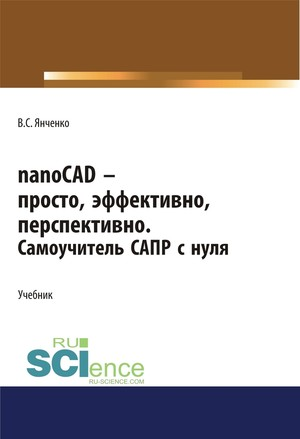 В.С. Янченко
nanoCAD –
просто, эффективно,
перспективно.
Самоучитель САПР с нуля
Учебник
RU
SCIence
RU-SCIENCE.COM